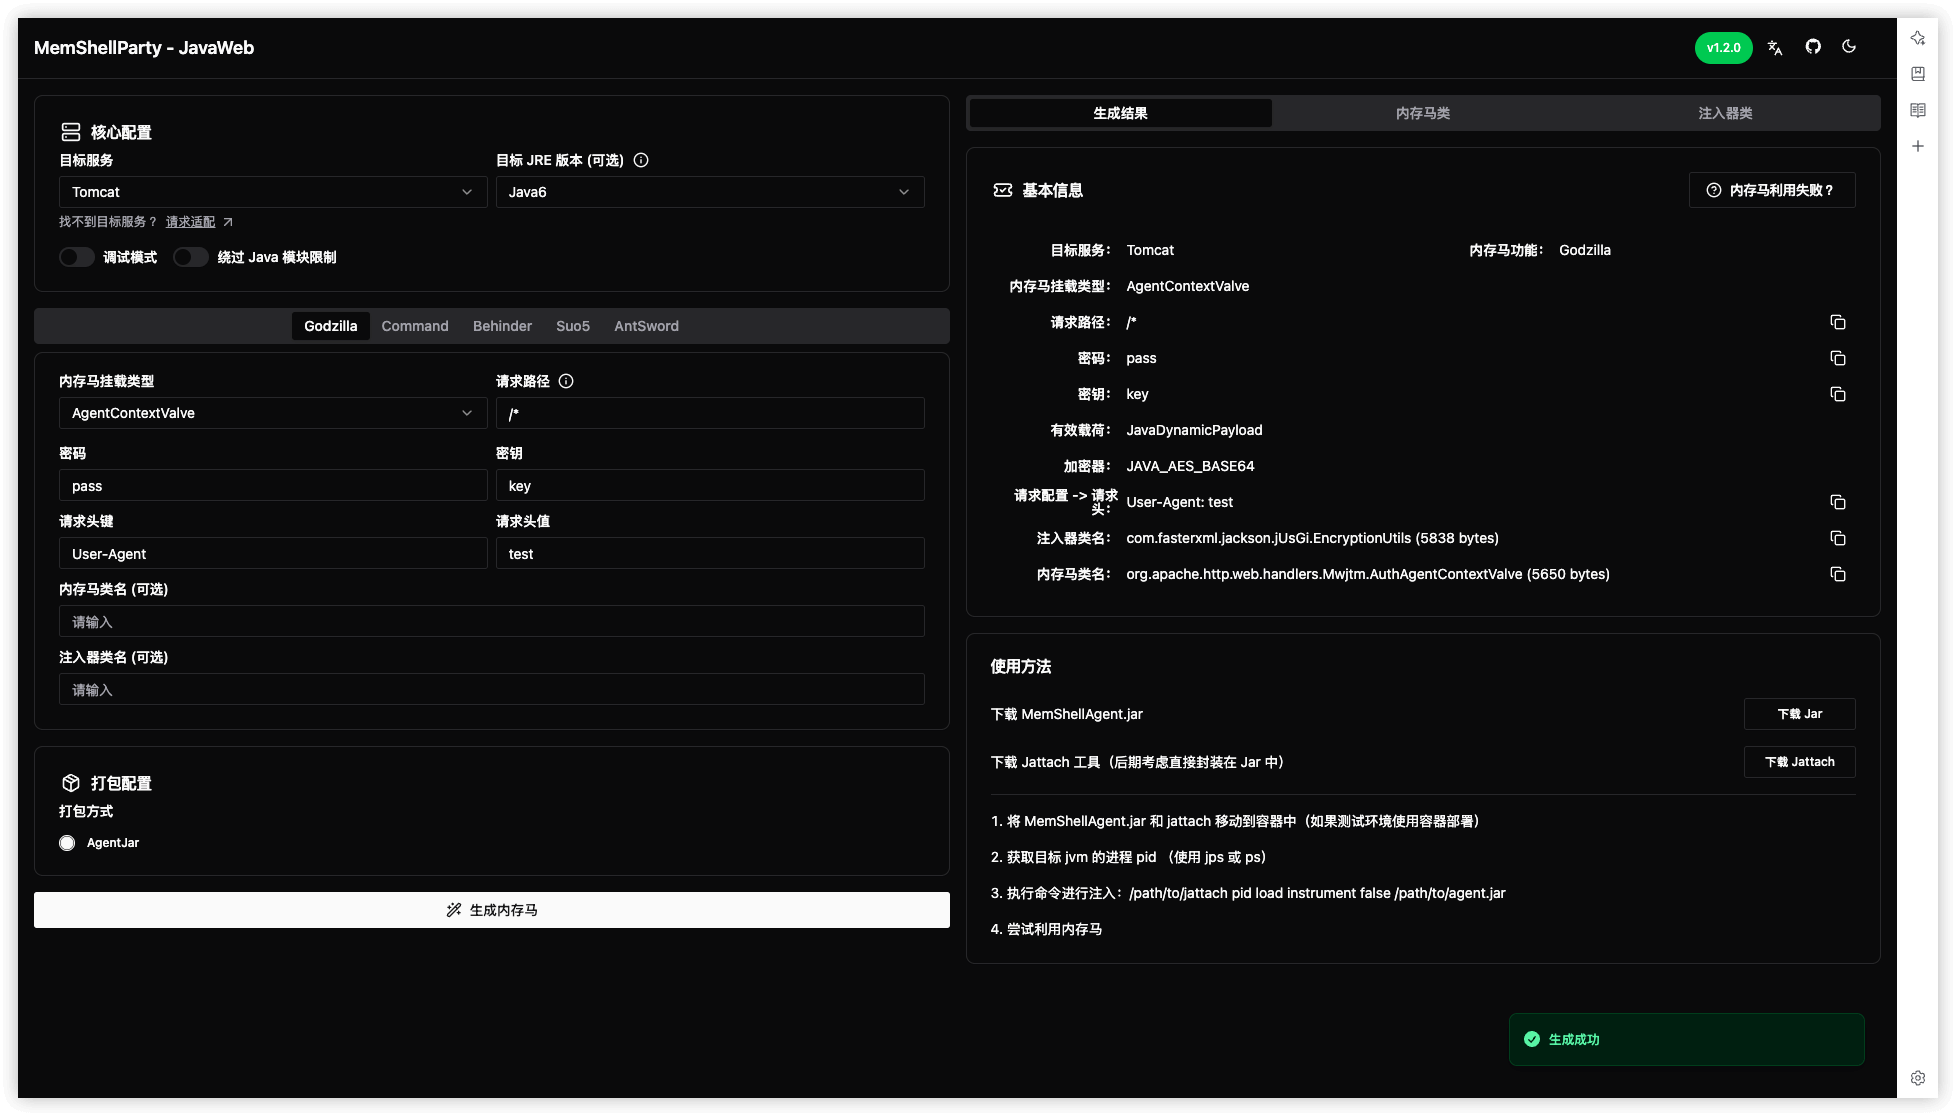 MemShellParty - JavaWeb
v1.2.0
核心配置
目标服务
目标 JRE 版本 (可选)
Tomcat
Java6
找不到目标服务？ 请求适配
调试模式
绕过 Java 模块限制
Godzilla Command Behinder Suo5 AntSword
内存马挂载类型
请求路径
AgentContextValve
/*
密码
密钥
pass
key
请求头键
请求头值
User-Agent
test
内存马类名 (可选)
请输入
注入器类名 (可选)
请输入
打包配置
打包方式
AgentJar
生成内存马
生成结果 内存马类 注入器类
基本信息
内存马利用失败？
目标服务： Tomcat
内存马功能： Godzilla
内存马挂载类型： AgentContextValve
请求路径： /*
密码： pass
密钥： key
有效载荷： JavaDynamicPayload
加密器： JAVA_AES_BASE64
请求配置 -> 请求
头： User-Agent: test
注入器类名： com.fasterxml.jackson.jUsGi.EncryptionUtils (5838 bytes)
内存马类名： org.apache.http.web.handlers.Mwjtm.AuthAgentContextValve (5650 bytes)
使用方法
下载 MemShellAgent.jar
下载 Jar
下载 Jattach 工具（后期考虑直接封装在 Jar 中）
下载 Jattach
1. 将 MemShellAgent.jar 和 jattach 移动到容器中（如果测试环境使用容器部署）
2. 获取目标 jvm 的进程 pid （使用 jps 或 ps）
3. 执行命令进行注入：/path/to/jattach pid load instrument false /path/to/agent.jar
4. 尝试利用内存马
生成成功